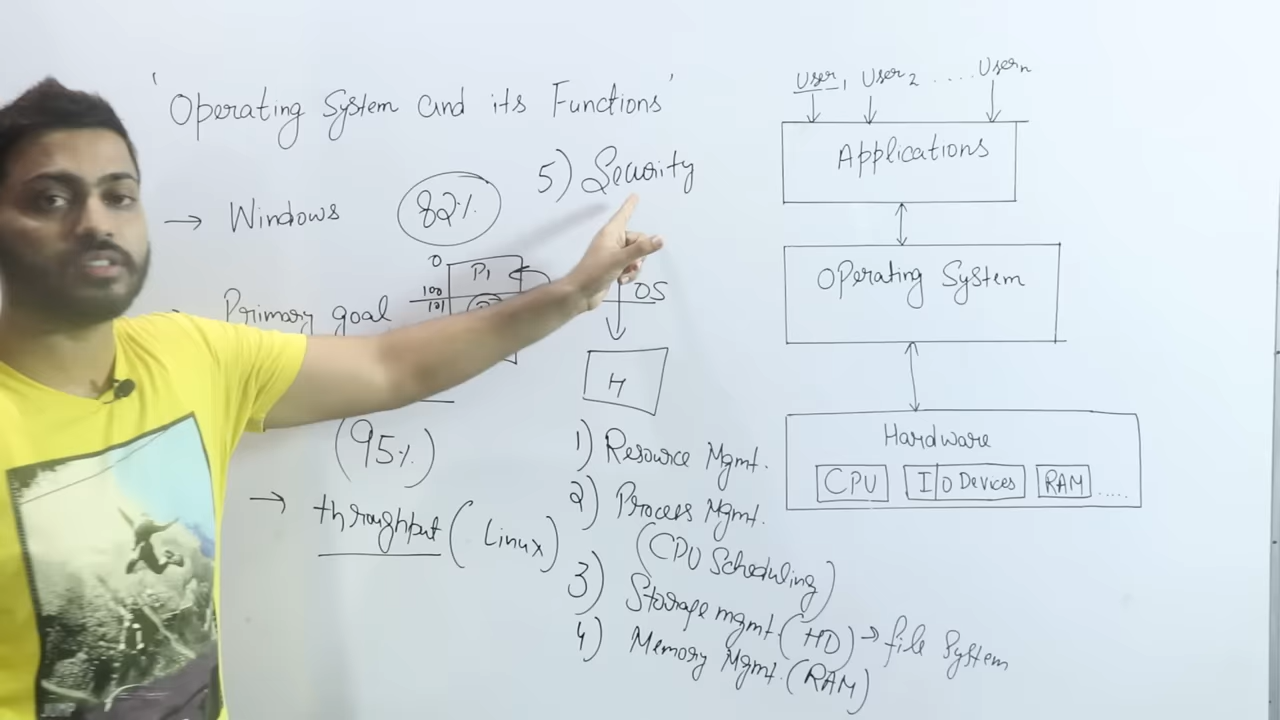 'Operating System and its Functions'
→ Windows
82%
5) Security
0
P1
100
101
OS
H
Primary goal
(95%)
→ throughput (Linux)
1) Resource Mgmt.
2) Process Mgmt.
(CPU Scheduling)
3) Storage mgmt (HD) → file System
4) Memory Mgmt. (RAM)
User1 User2 .... Usern
Applications
Operating System
Hardware
CPU I/O Devices RAM .....
JUMP